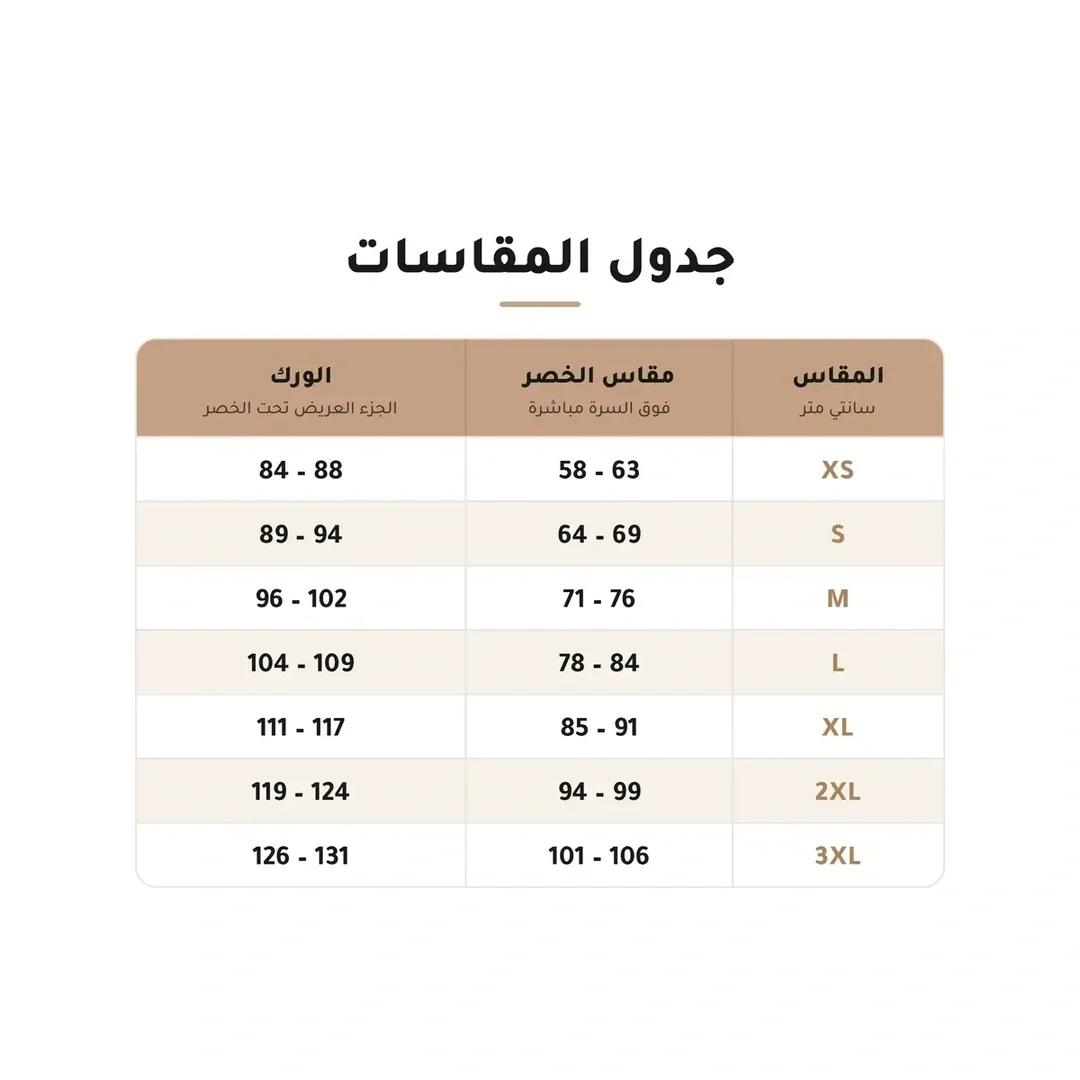 جدول المقاسات
المقاس مقاس الخصر الورك
سانتي متر فوق السرة مباشرة الجزء العريض تحت الخصر
XS 58 - 63 84 - 88
S 64 - 69 89 - 94
M 71 - 76 96 - 102
L 78 - 84 104 - 109
XL 85 - 91 111 - 117
2XL 94 - 99 119 - 124
3XL 101 - 106 126 - 131